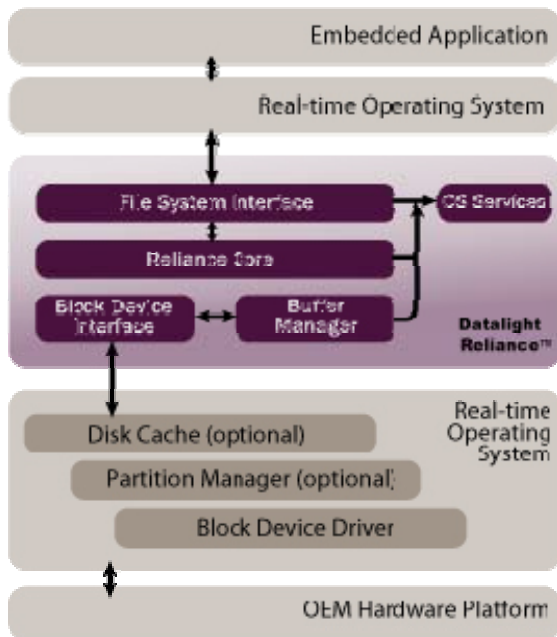 Embedded Application
Real-time Operating System
File System Interface
OS Services
Reliance Core
Block Device
Interface
Buffer
Manager
Datalight
Reliance™
Real-time
Operating
System
Disk Cache (optional)
Partition Manager (optional)
Block Device Driver
OEM Hardware Platform